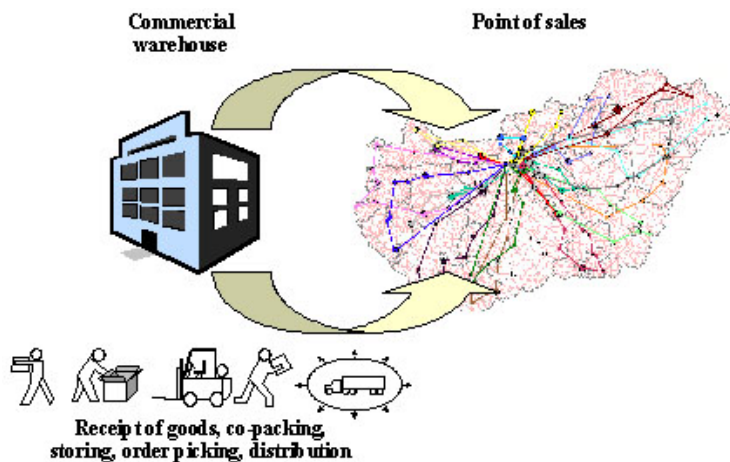 Commercial
warehouse
Point of sales
Receipt of goods, co-packing,
storing, order picking, distribution